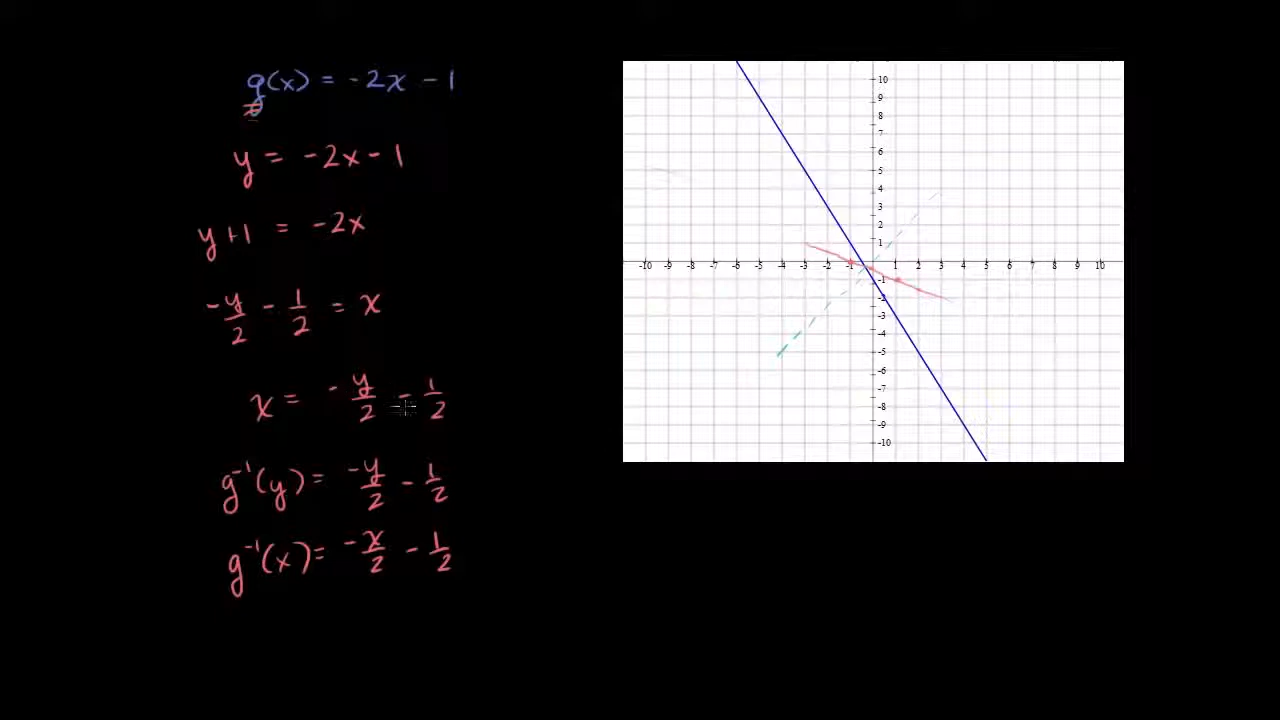 g(x) = -2x - 1
y = -2x - 1
y + 1 = -2x
-y/2 - 1/2 = x
x = -y/2 - 1/2
g⁻¹(y) = -y/2 - 1/2
g⁻¹(x) = -x/2 - 1/2
10
9
8
7
6
5
4
3
2
1
-10 -9 -8 -7 -6 -5 -4 -3 -2 -1 1 2 3 4 5 6 7 8 9 10
-1
-2
-3
-4
-5
-6
-7
-8
-9
-10